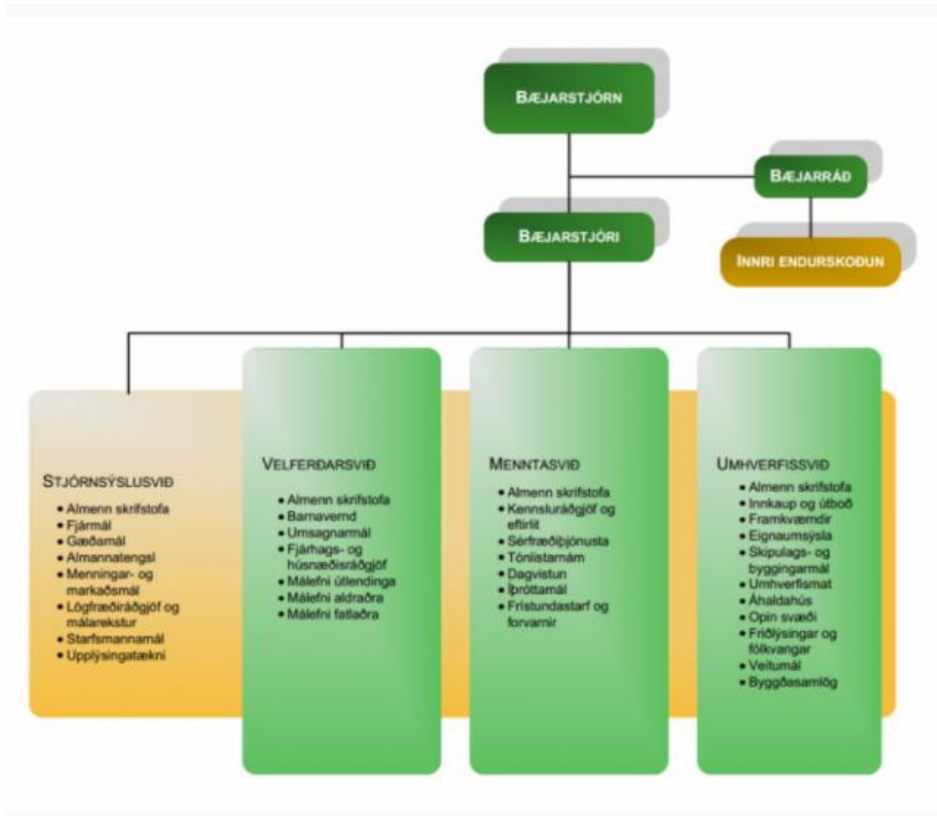 BÆJARSTJÓRN
BÆJARRÁÐ
BÆJARSTJÓRI
INNRI ENDURSKOÐUN
STJÓRNSÝSLUSVIÐ
• Almenn skrifstofa
• Fjármál
• Gæðamál
• Almannatengsl
• Menningar- og
markaðsmál
• Lögfræðiráðgjöf og
málarekstur
• Starfsmannamál
• Upplýsingatækni
VELFERÐARSVIÐ
• Almenn skrifstofa
• Barnavernd
• Umsagnarmál
• Fjárhags- og
húsnæðisráðgjöf
• Málefni útlendinga
• Málefni aldraðra
• Málefni fatlaðra
MENNTASVIÐ
• Almenn skrifstofa
• Kennsluráðgjöf og
eftirlit
• Sérfræðiþjónusta
• Tónlistarnám
• Dagvistun
• Íþróttamál
• Frístundastarf og
forvarnir
UMHVERFISSVIÐ
• Almenn skrifstofa
• Innkaup og útboð
• Framkvæmdir
• Eignaumsýsla
• Skipulags- og
byggingarmál
• Umhverfismat
• Áhaldahús
• Opin svæði
• Friðlýsingar og
fólkvangar
• Veitumál
• Byggðasamlög